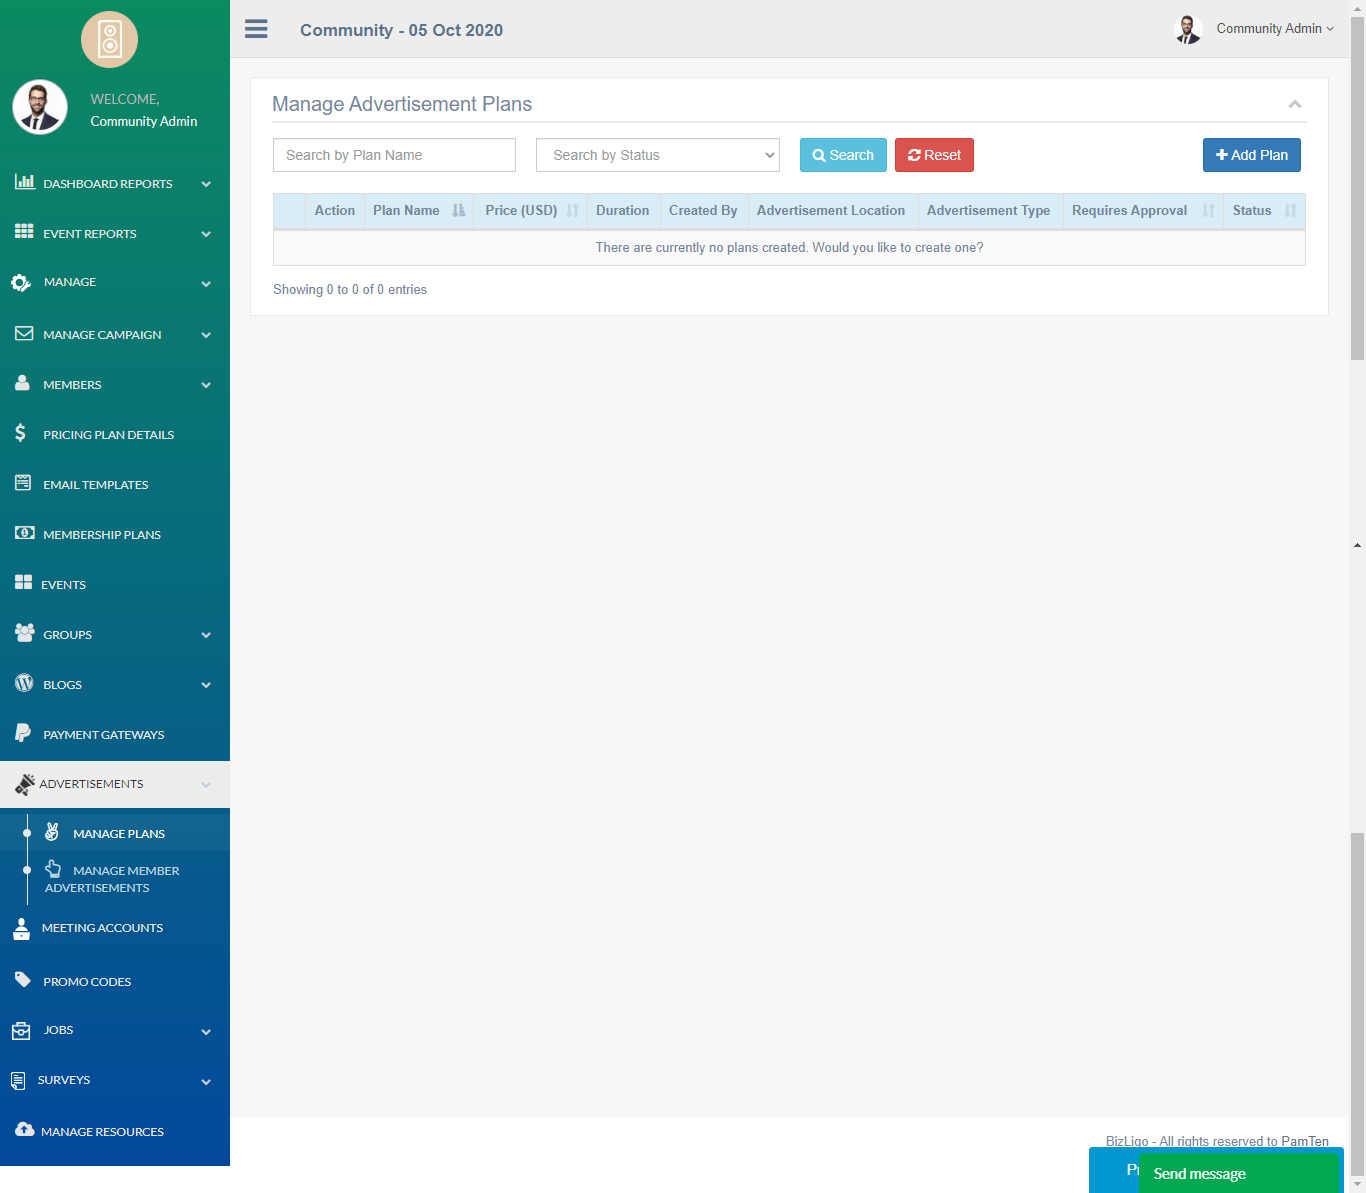 Community - 05 Oct 2020
Community Admin
WELCOME,
Community Admin
DASHBOARD REPORTS
EVENT REPORTS
MANAGE
MANAGE CAMPAIGN
MEMBERS
PRICING PLAN DETAILS
EMAIL TEMPLATES
MEMBERSHIP PLANS
EVENTS
GROUPS
BLOGS
PAYMENT GATEWAYS
ADVERTISEMENTS
MANAGE PLANS
MANAGE MEMBER
ADVERTISEMENTS
MEETING ACCOUNTS
PROMO CODES
JOBS
SURVEYS
MANAGE RESOURCES
Manage Advertisement Plans
Search by Plan Name
Search by Status
Search
Reset
Add Plan
Action Plan Name Price (USD) Duration Created By Advertisement Location Advertisement Type Requires Approval Status
There are currently no plans created. Would you like to create one?
Showing 0 to 0 of 0 entries
BizLigo - All rights reserved to PamTen
Send message